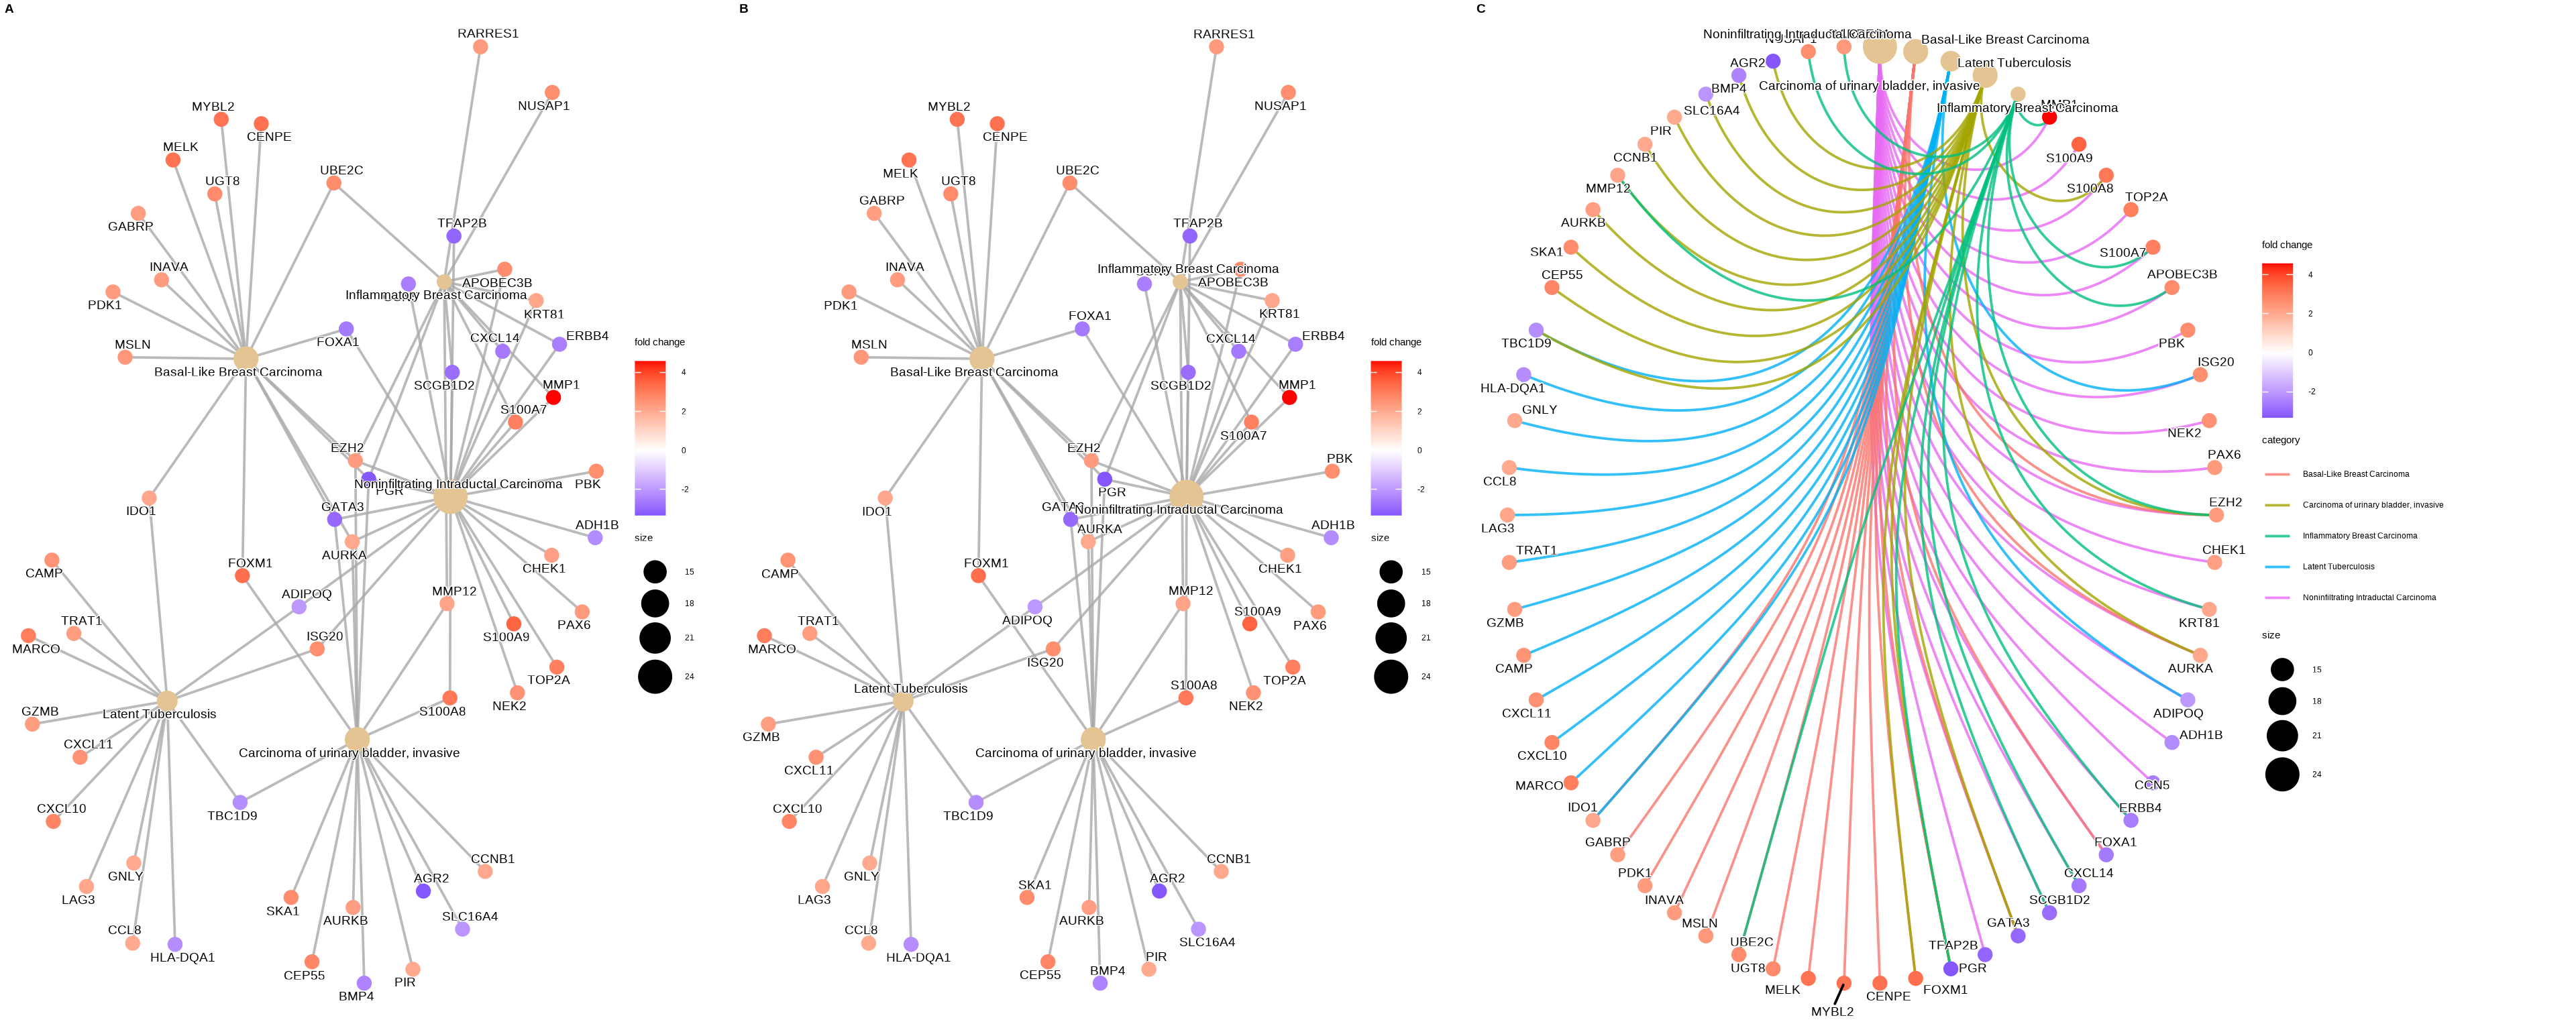 A
RARRES1
NUSAP1
MYBL2
CENPE
MELK
UGT8
UBE2C
GABRP
TFAP2B
INAVA
APOBEC3B
Inflammatory Breast Carcinoma
PDK1
KRT81
FOXA1
CXCL14
ERBB4
MSLN
Basal-Like Breast Carcinoma
SCGB1D2
MMP1
S100A7
EZH2
Noninfiltrating Intraductal Carcinoma
PBK
PGR
IDO1
GATA3
ADH1B
AURKA
FOXM1
CHEK1
CAMP
ADIPOQ
MMP12
TRAT1
PAX6
ISG20
S100A9
MARCO
TOP2A
S100A8
NEK2
GZMB
Latent Tuberculosis
CXCL11
Carcinoma of urinary bladder, invasive
CXCL10
TBC1D9
CCNB1
GNLY
AGR2
LAG3
SKA1
AURKB
SLC16A4
CCL8
HLA-DQA1
CEP55
PIR
BMP4
fold change
4
2
0
-2
size
15
18
21
24
B
RARRES1
NUSAP1
MYBL2
CENPE
MELK
UGT8
UBE2C
GABRP
TFAP2B
INAVA
Inflammatory Breast Carcinoma
APOBEC3B
PDK1
KRT81
FOXA1
CXCL14
ERBB4
MSLN
Basal-Like Breast Carcinoma
SCGB1D2
MMP1
S100A7
EZH2
PBK
PGR
IDO1
GATA3
Noninfiltrating Intraductal Carcinoma
ADH1B
AURKA
FOXM1
CHEK1
CAMP
MMP12
TRAT1
ADIPOQ
S100A9
PAX6
MARCO
ISG20
TOP2A
Latent Tuberculosis
S100A8
NEK2
GZMB
CXCL11
Carcinoma of urinary bladder, invasive
CXCL10
TBC1D9
CCNB1
GNLY
AGR2
SKA1
LAG3
AURKB
CCL8
SLC16A4
HLA-DQA1
PIR
CEP55
BMP4
fold change
4
2
0
-2
size
15
18
21
24
C
Noninfiltrating Intraductal Carcinoma
NUSAP1
Basal-Like Breast Carcinoma
AGR2
Latent Tuberculosis
BMP4
Carcinoma of urinary bladder, invasive
SLC16A4
Inflammatory Breast Carcinoma
MMP1
PIR
CCNB1
S100A9
MMP12
S100A8
TOP2A
AURKB
SKA1
S100A7
CEP55
APOBEC3B
TBC1D9
PBK
ISG20
HLA-DQA1
GNLY
NEK2
CCL8
PAX6
LAG3
EZH2
TRAT1
CHEK1
GZMB
KRT81
CAMP
AURKA
CXCL11
ADIPOQ
CXCL10
ADH1B
MARCO
CCN5
IDO1
ERBB4
GABRP
FOXA1
PDK1
CXCL14
INAVA
SCGB1D2
MSLN
GATA3
UBE2C
TFAP2B
UGT8
PGR
MELK
MYBL2
CENPE
FOXM1
fold change
4
2
0
-2
category
Basal-Like Breast Carcinoma
Carcinoma of urinary bladder, invasive
Inflammatory Breast Carcinoma
Latent Tuberculosis
Noninfiltrating Intraductal Carcinoma
size
15
18
21
24